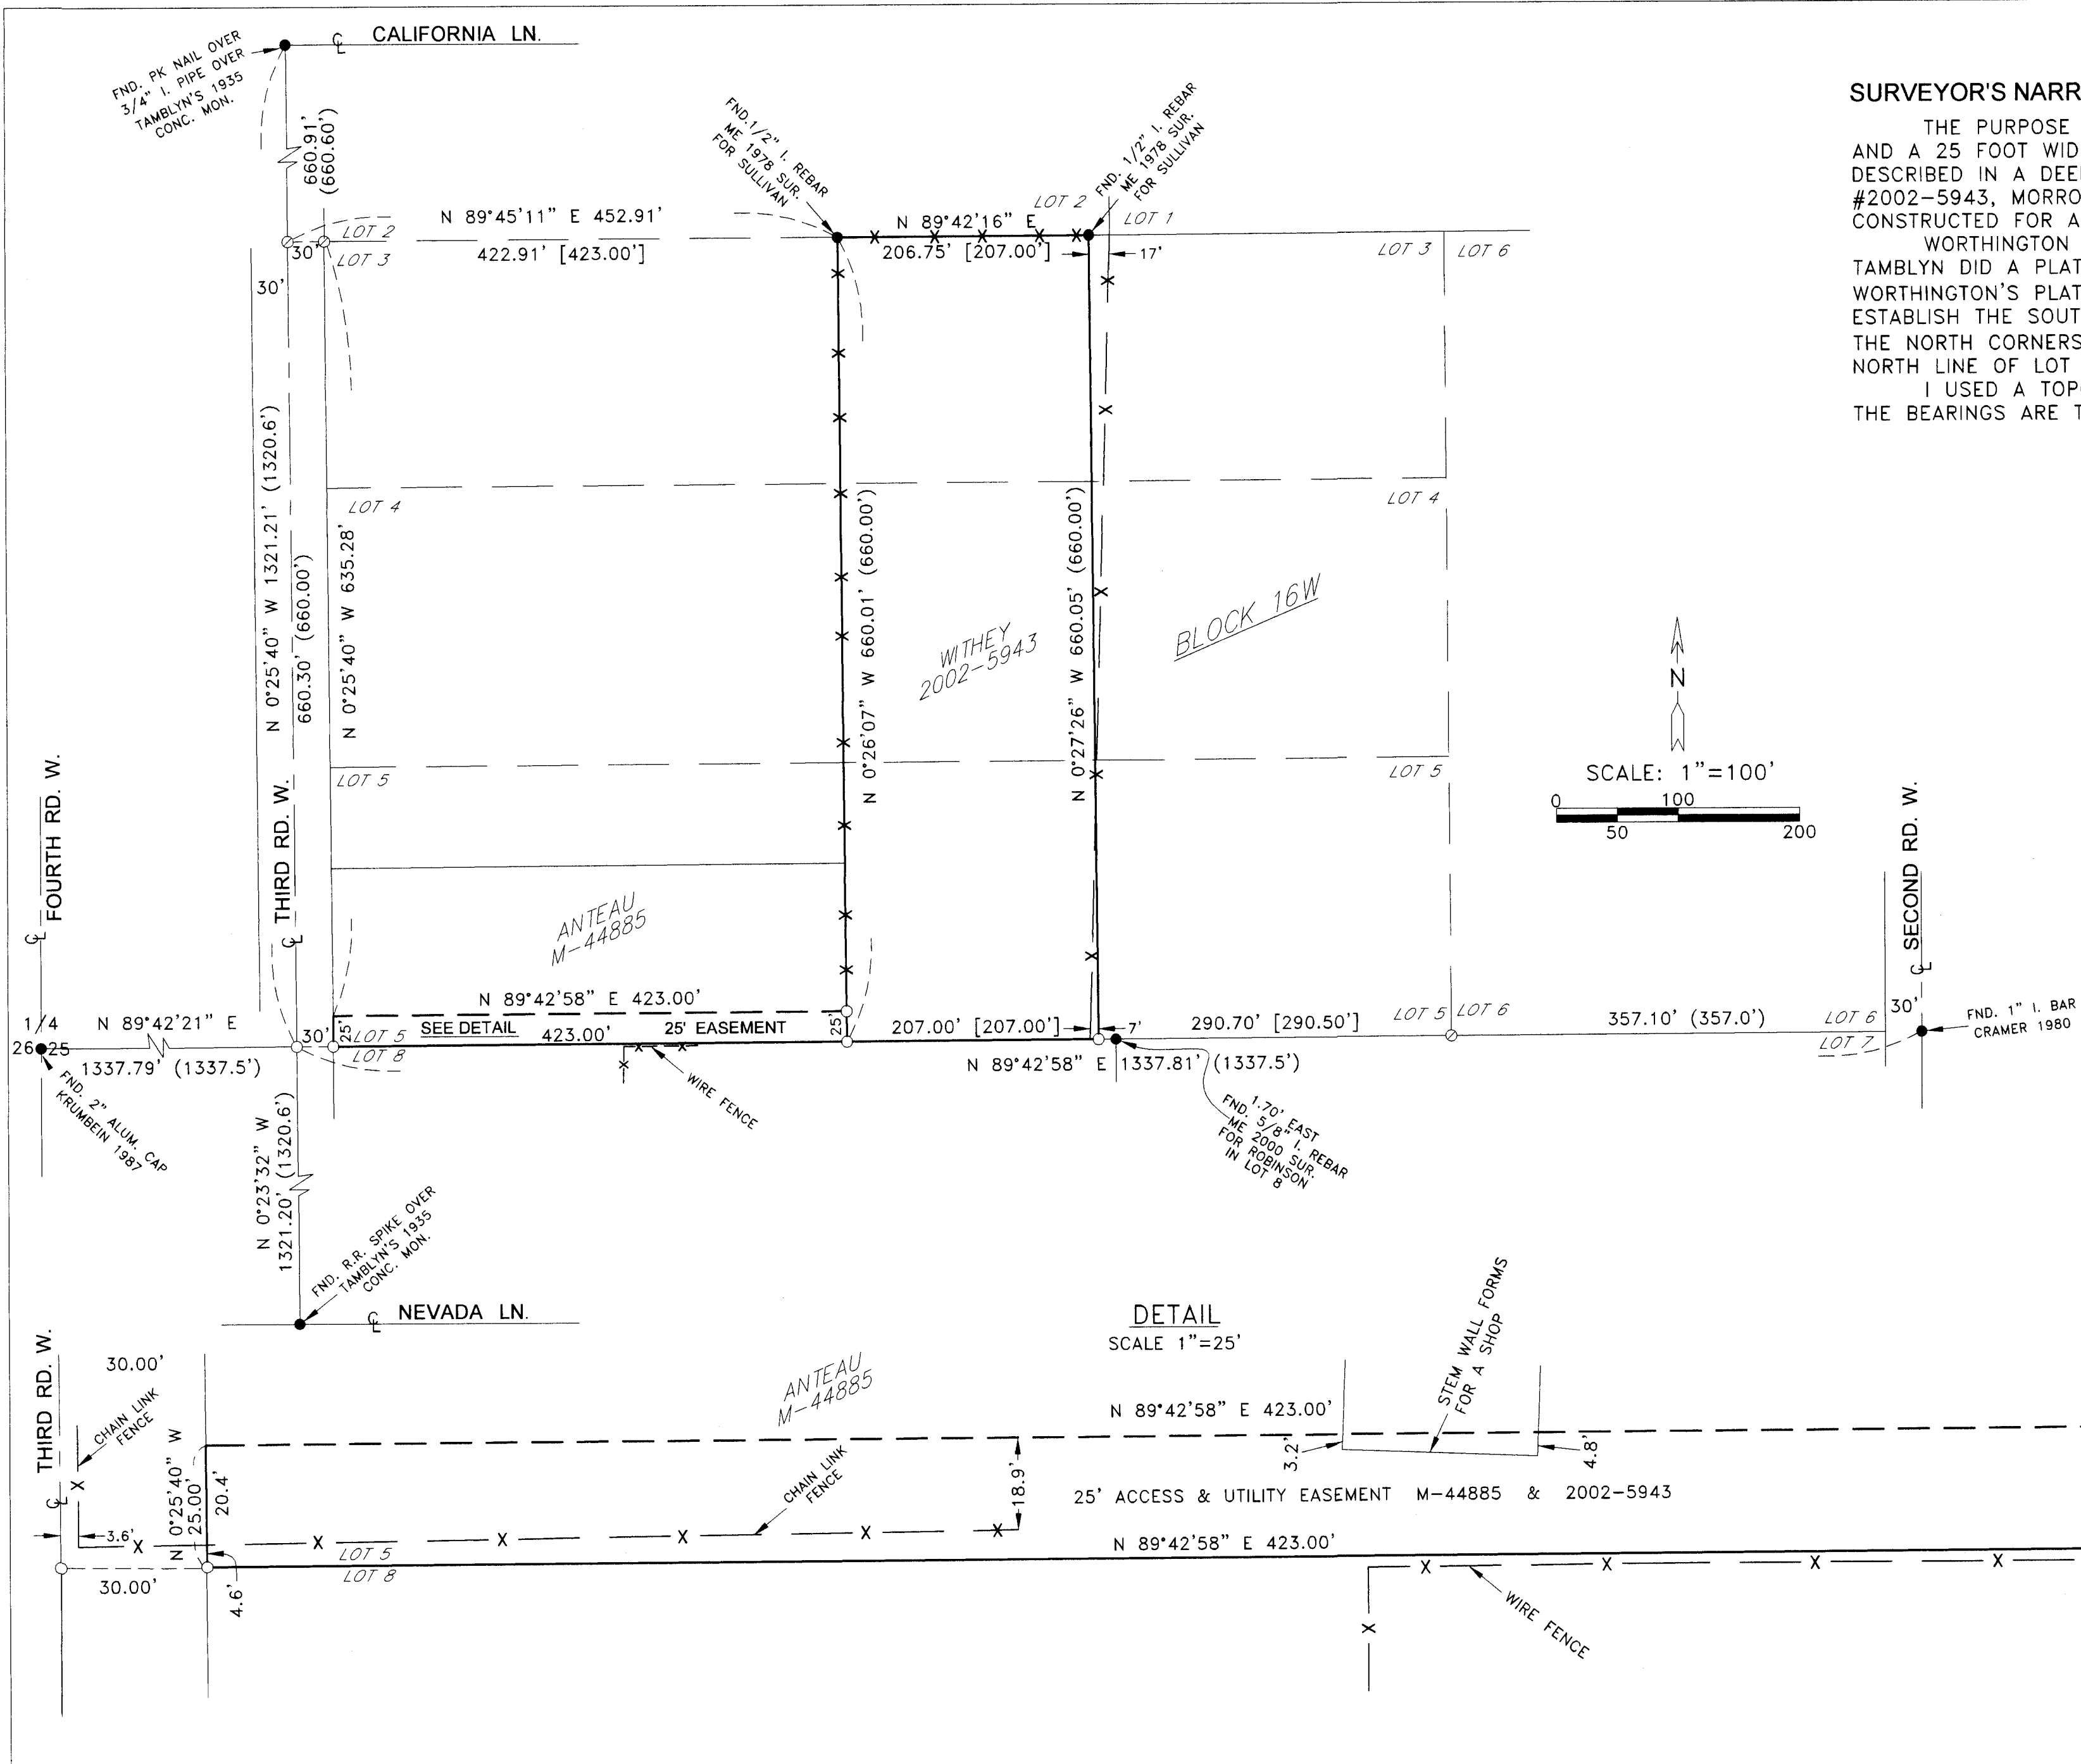 FND. PK NAIL OVER
3/4" I. PIPE OVER
TAMBLYN'S 1935
CONC. MON.
℄ CALIFORNIA LN.
660.91'
(660.60')
FND. 1/2" I. REBAR
ME 1978 SUR.
FOR SULLIVAN
FND. 1/2" I. REBAR
ME 1978 SUR.
FOR SULLIVAN
SURVEYOR'S NARR
THE PURPOSE
AND A 25 FOOT WID
DESCRIBED IN A DEE
#2002-5943, MORRO
CONSTRUCTED FOR A
WORTHINGTON
TAMBLYN DID A PLAT
WORTHINGTON'S PLAT
ESTABLISH THE SOUT
THE NORTH CORNERS
NORTH LINE OF LOT
I USED A TOP
THE BEARINGS ARE T
N 89°45'11" E 452.91'
422.91' [423.00']
30'
LOT 2
LOT 3
30'
N 89°42'16" E
206.75' [207.00']
17'
LOT 2
LOT 1
LOT 3
LOT 6
N 0°25'40" W 1321.21' (1320.6')
660.30' (660.00')
N 0°25'40" W 635.28'
LOT 4
LOT 4
N 0°26'07" W 660.01' (660.00')
N 0°27'26" W 660.05' (660.00')
WITHEY
2002-5943
BLOCK 16W
N
SCALE: 1"=100'
0
100
50
200
LOT 5
LOT 5
℄ FOURTH RD. W.
℄ THIRD RD. W.
℄ SECOND RD. W.
ANTEAU
M-44885
N 89°42'58" E 423.00'
1/4
26
25
N 89°42'21" E
1337.79' (1337.5')
30'
25'
LOT 5
LOT 8
SEE DETAIL
423.00'
25' EASEMENT
25'
207.00' [207.00']
7'
290.70' [290.50']
LOT 5
LOT 6
357.10' (357.0')
LOT 6
LOT 7
30'
FND. 1" I. BAR
CRAMER 1980
N 89°42'58" E 1337.81' (1337.5')
WIRE FENCE
FND. 2" ALUM. CAP
KRUMBEIN 1987
1.70' EAST
FND. 5/8" I. REBAR
ME 2000 SUR.
FOR ROBINSON
IN LOT 8
N 0°23'32" W
1321.20' (1320.6')
FND. R.R. SPIKE OVER
TAMBLYN'S 1935
CONC. MON.
℄ NEVADA LN.
DETAIL
SCALE 1"=25'
℄ THIRD RD. W.
30.00'
CHAIN LINK
FENCE
ANTEAU
M-44885
N 89°42'58" E 423.00'
STEM WALL FORMS
FOR A SHOP
3.2'
4.8'
N 0°25'40" W
25.00'
20.4'
3.6'
CHAIN LINK
FENCE
18.9'
25' ACCESS & UTILITY EASEMENT M-44885 & 2002-5943
LOT 5
LOT 8
N 89°42'58" E 423.00'
30.00'
4.6'
WIRE FENCE